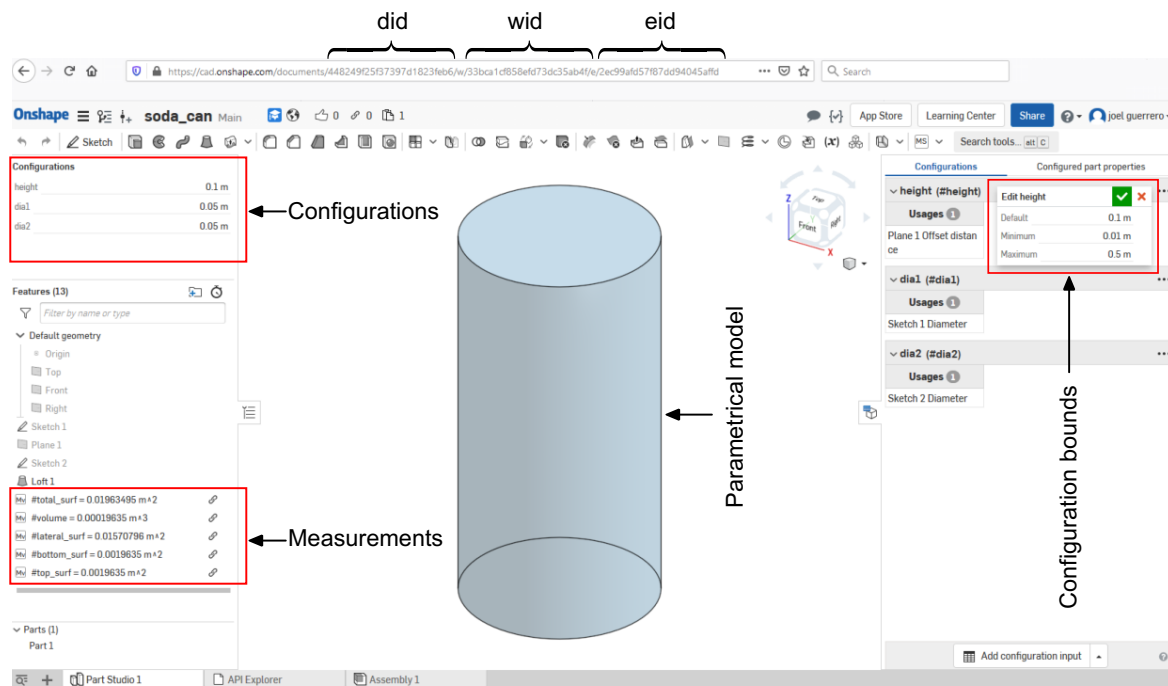 did wid eid
https://cad.onshape.com/documents/448249f25f37397d1823feb6/w/33bca1cf858efd73dc35ab4f/e/2ec99afd57f87dd94045affd
Search
Onshape soda_can Main 0 0 1
App Store Learning Center Share joel guerrero
Sketch MS Search tools... alt C
Configurations
height 0.1 m
dia1 0.05 m
dia2 0.05 m
Configurations
Features (13)
Filter by name or type
Default geometry
Origin
Top
Front
Right
Sketch 1
Plane 1
Sketch 2
Loft 1
#total_surf = 0.01963495 m^2
#volume = 0.00019635 m^3
#lateral_surf = 0.01570796 m^2
#bottom_surf = 0.0019635 m^2
#top_surf = 0.0019635 m^2
Measurements
Parts (1)
Part 1
Z
Top
Front
Right
X
Parametrical model
Configurations Configured part properties
height (#height)
Usages 1
Plane 1 Offset distan
ce
Edit height
Default 0.1 m
Minimum 0.01 m
Maximum 0.5 m
dia1 (#dia1)
Usages 1
Sketch 1 Diameter
dia2 (#dia2)
Usages 1
Sketch 2 Diameter
Configuration bounds
Add configuration input
Part Studio 1 API Explorer Assembly 1